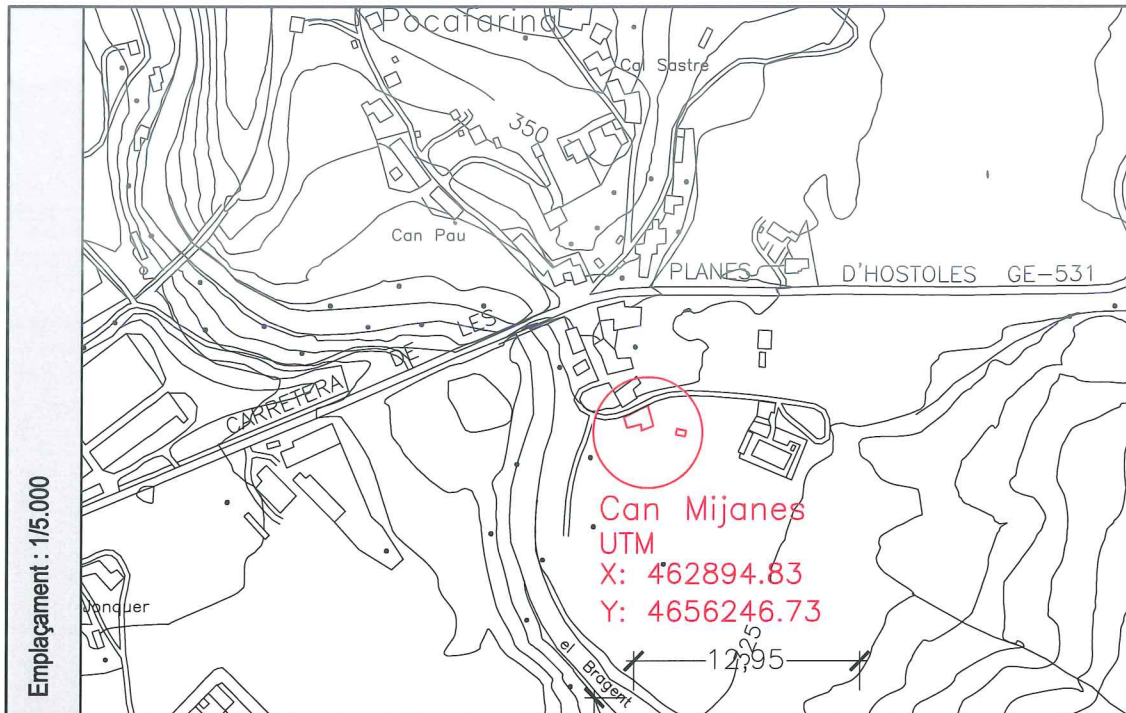 Emplaçament : 1/5.000
Pocafarina
Cal Sastre
350
Can Pau
PLANES D'HOSTOLES GE-531
CARRETERA DE LES
Can Mijanes
UTM
X: 462894.83
Y: 4656246.73
Jonquer
el Bragent
12,95